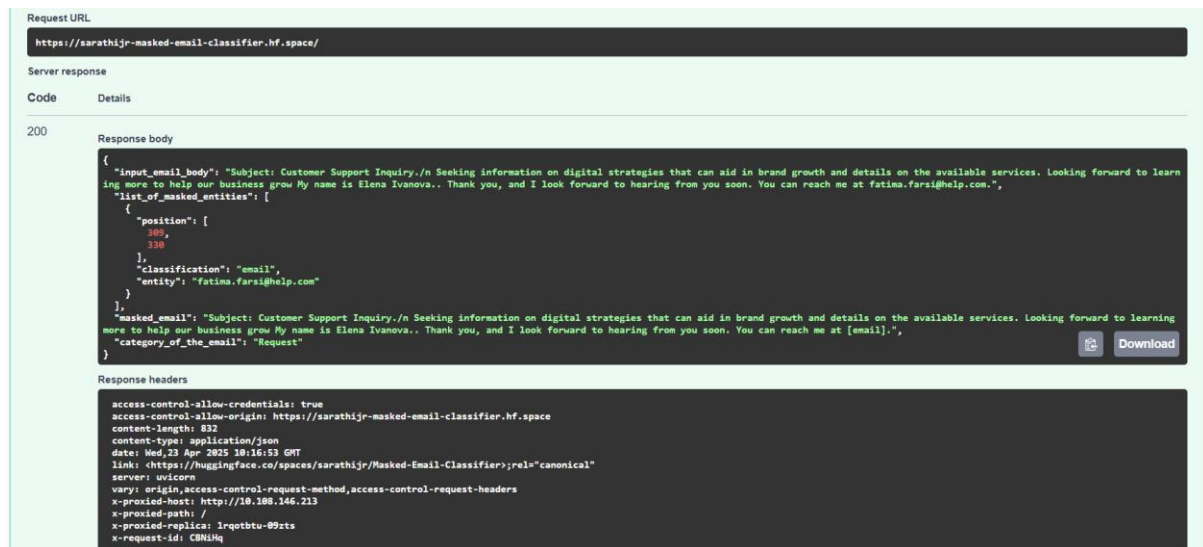 Request URL
https://sarathijr-masked-email-classifier.hf.space/
Server response
Code Details
200
Response body
{
"input_email_body": "Subject: Customer Support Inquiry./n Seeking information on digital strategies that can aid in brand growth and details on the available services. Looking forward to learn
ing more to help our business grow My name is Elena Ivanova.. Thank you, and I look forward to hearing from you soon. You can reach me at fatima.farsi@help.com.",
"list_of_masked_entities": [
{
"position": [
309,
330
],
"classification": "email",
"entity": "fatima.farsi@help.com"
}
],
"masked_email": "Subject: Customer Support Inquiry./n Seeking information on digital strategies that can aid in brand growth and details on the available services. Looking forward to learning
more to help our business grow My name is Elena Ivanova.. Thank you, and I look forward to hearing from you soon. You can reach me at [email].",
"category_of_the_email": "Request"
}
Download
Response headers
access-control-allow-credentials: true
access-control-allow-origin: https://sarathijr-masked-email-classifier.hf.space
content-length: 832
content-type: application/json
date: Wed,23 Apr 2025 10:16:53 GMT
link: <https://huggingface.co/spaces/sarathijr/Masked-Email-Classifier>;rel="canonical"
server: uvicorn
vary: origin,access-control-request-method,access-control-request-headers
x-proxied-host: http://10.108.146.213
x-proxied-path: /
x-proxied-replica: 1rqotbtu-09zts
x-request-id: CBNiHq